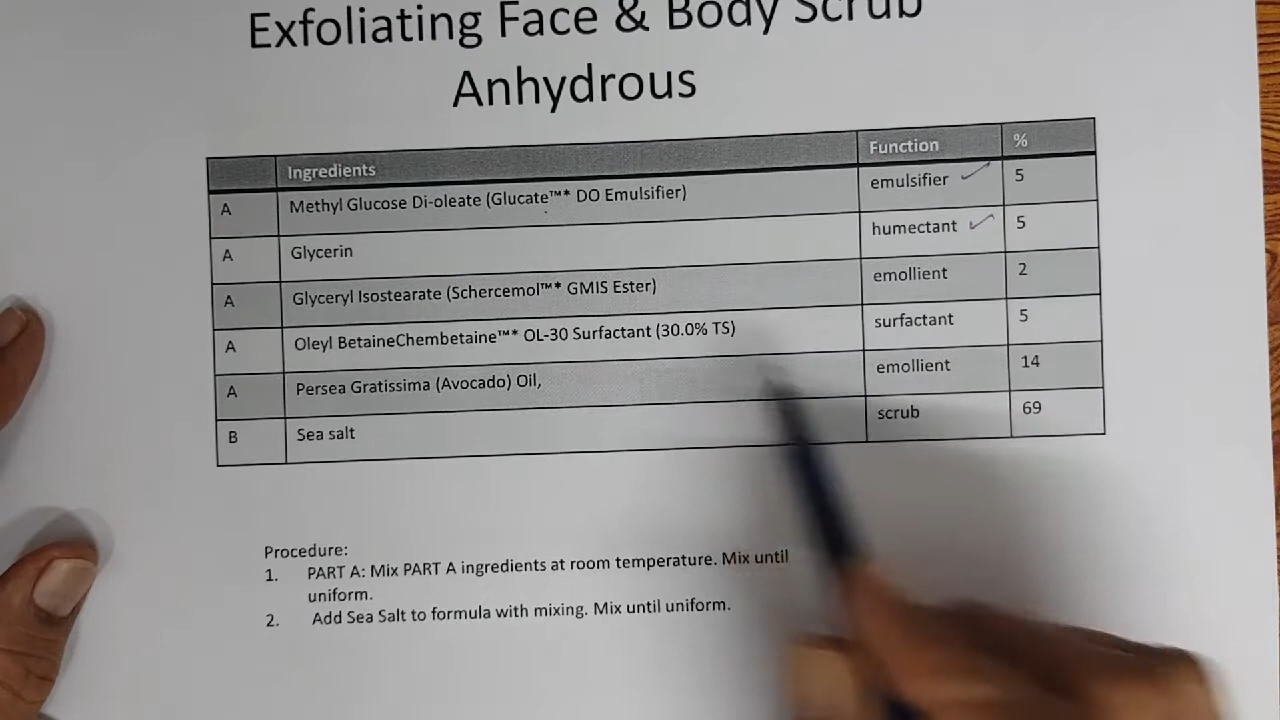 Exfoliating Face & Body Scrub
Anhydrous
Ingredients Function %
A Methyl Glucose Di-oleate (Glucate™* DO Emulsifier) emulsifier 5
A Glycerin humectant 5
A Glyceryl Isostearate (Schercemol™* GMIS Ester) emollient 2
A Oleyl BetaineChembetaine™* OL-30 Surfactant (30.0% TS) surfactant 5
A Persea Gratissima (Avocado) Oil, emollient 14
B Sea salt scrub 69
Procedure:
1. PART A: Mix PART A ingredients at room temperature. Mix until
uniform.
2. Add Sea Salt to formula with mixing. Mix until uniform.